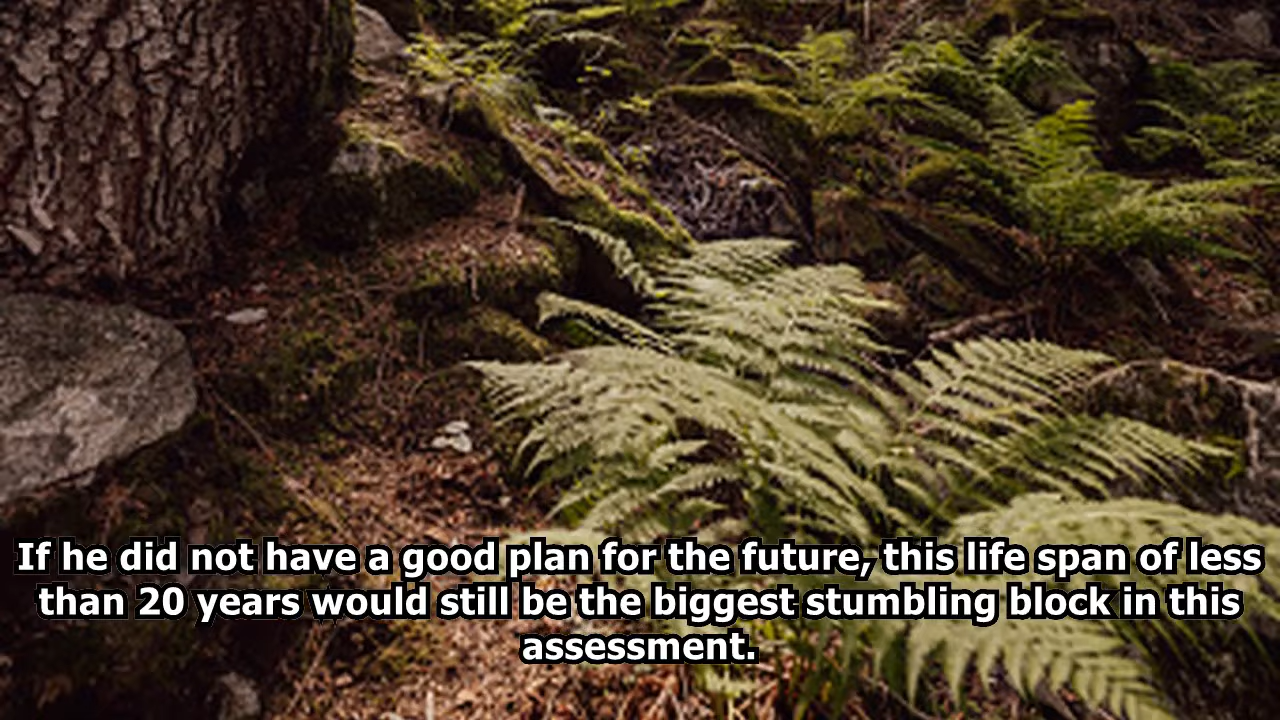 If he did not have a good plan for the future, this life span of less
than 20 years would still be the biggest stumbling block in this
assessment.